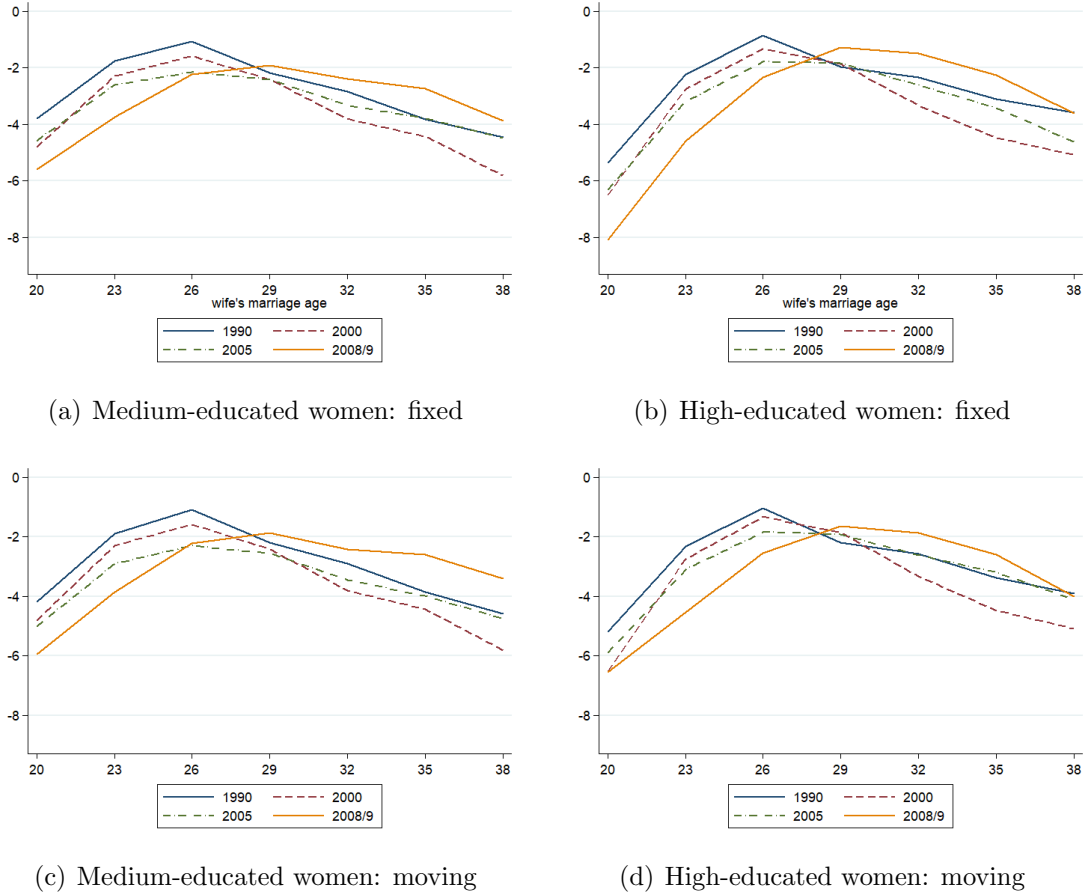 0
-2
-4
-6
-8
20 23 26 29 32 35 38
wife's marriage age
1990 2000
2005 2008/9
(a) Medium-educated women: fixed
0
-2
-4
-6
-8
20 23 26 29 32 35 38
wife's marriage age
1990 2000
2005 2008/9
(b) High-educated women: fixed
0
-2
-4
-6
-8
20 23 26 29 32 35 38
1990 2000
2005 2008/9
(c) Medium-educated women: moving
0
-2
-4
-6
-8
20 23 26 29 32 35 38
1990 2000
2005 2008/9
(d) High-educated women: moving